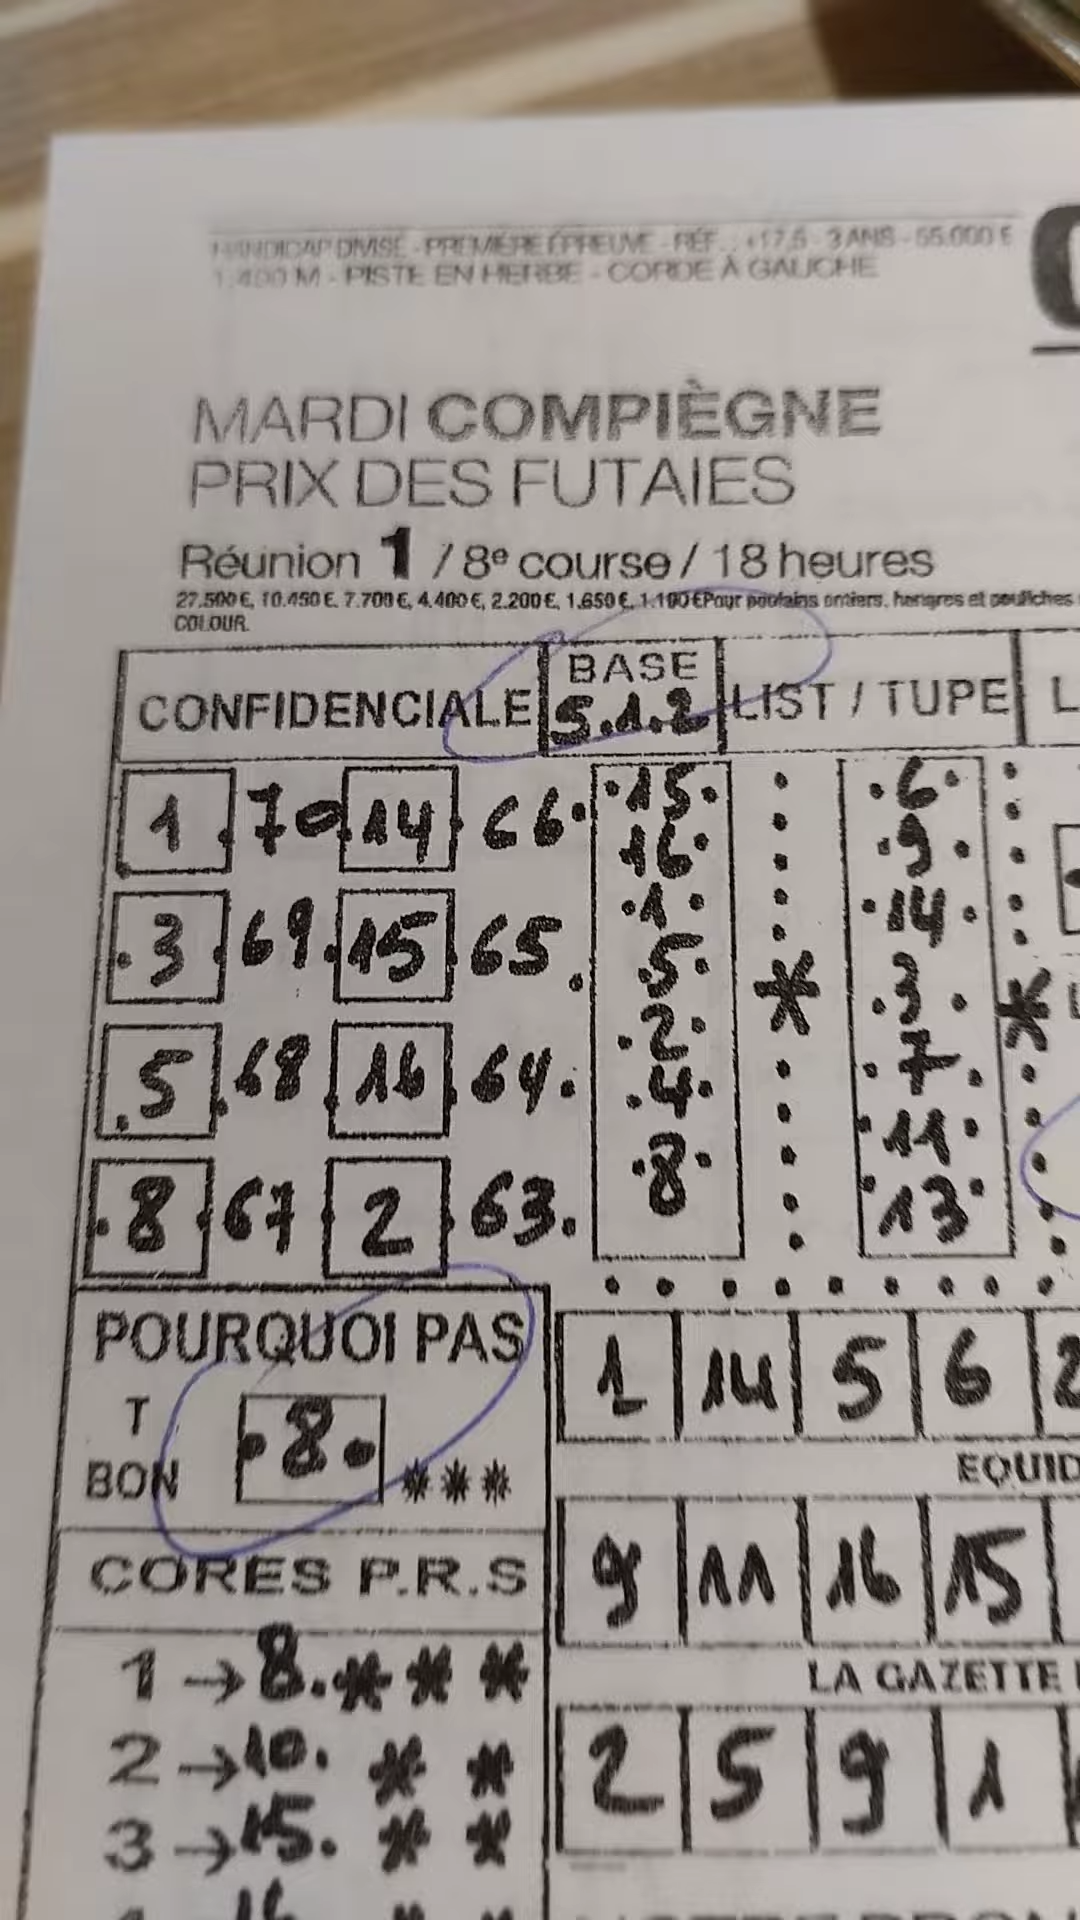 HANDICAP DIVISÉ - PREMIÈRE ÉPREUVE - RÉF. : +17,5 - 3 ANS - 55.000 €
1.400 M - PISTE EN HERBE - CORDE À GAUCHE
MARDI COMPIÈGNE
PRIX DES FUTAIES
Réunion 1 / 8e course / 18 heures
27.500 €, 10.450 €, 7.700 €, 4.400 €, 2.200 €, 1.650 €, 1.100 € Pour poulains entiers, hongres et pouliches
COLOUR.
CONFIDENCIALE
BASE
5.1.2
LIST / TUPE
L
1 70 14 66
3 69 15 65
5 68 16 64
8 67 2 63
15
16
1
5
2
4
8
6
9
14
3
7
11
13
POURQUOI PAS
T
BON
8 ***
1 14 5 6 2
EQUID
9 11 16 15
LA GAZETTE
2 5 9 1
CORES P.R.S
1 → 8. * * *
2 → 10. * *
3 → 15. * *
16